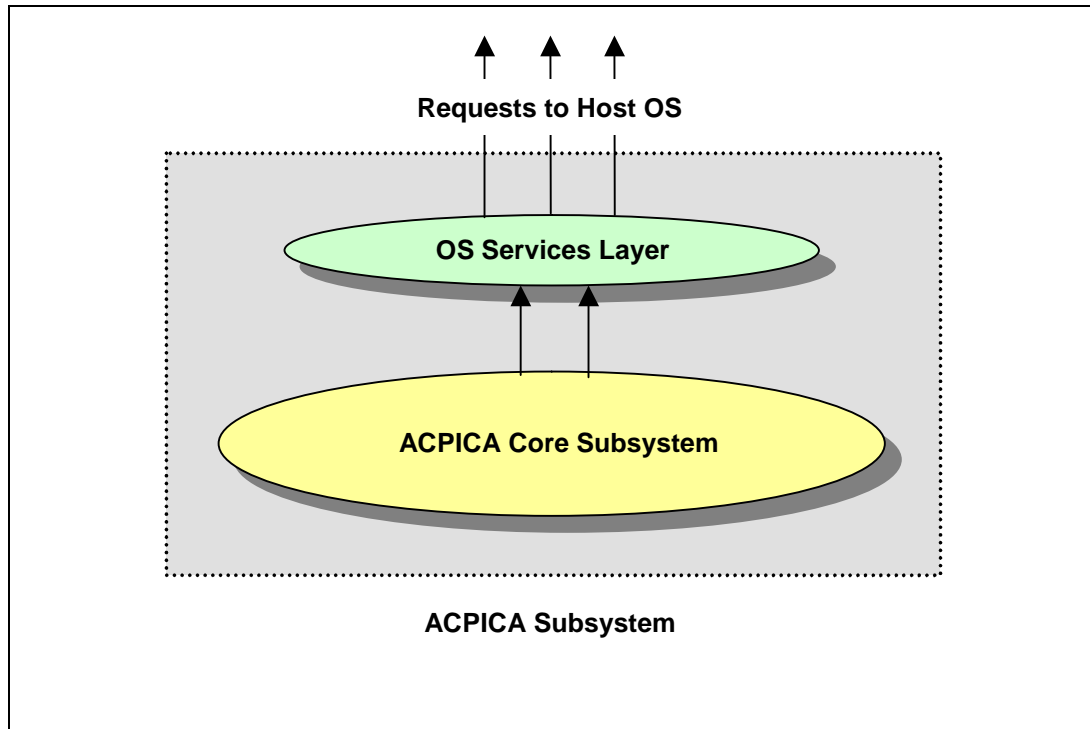 Requests to Host OS
OS Services Layer
ACPICA Core Subsystem
ACPICA Subsystem